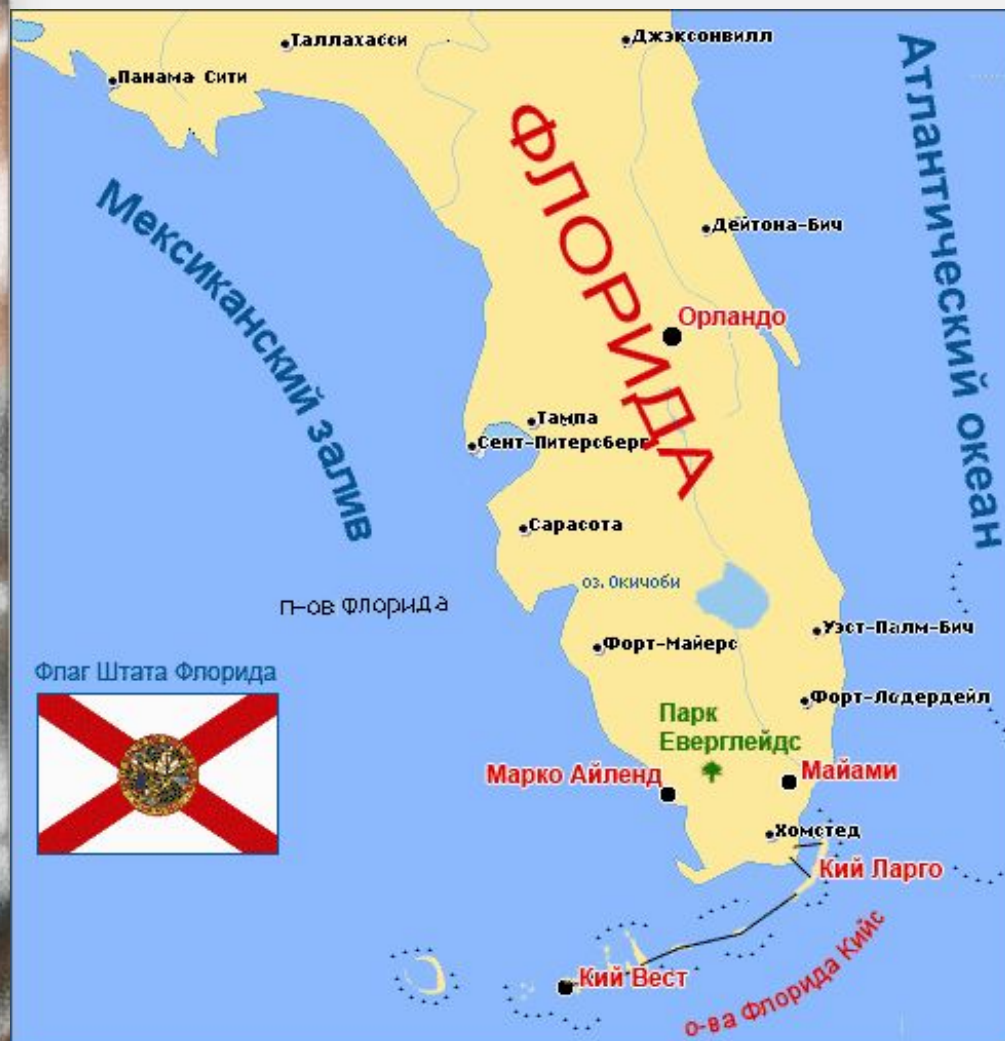 Таллахасси
Джэксонвилл
Панама Сити
Атлантический океан
ФЛОРИДА
Мексиканский залив
Дейтона-Бич
Орландо
Тампа
Сент-Питерсберг
Сарасота
оз. Окичоби
п-ов Флорида
Уэст-Палм-Бич
Форт-Майерс
Флаг Штата Флорида
Форт-Лодердейл
Парк
Еверглейдс
Марко Айленд
Майами
Хомстед
Кий Ларго
Кий Вест
о-ва Флорида Кийс